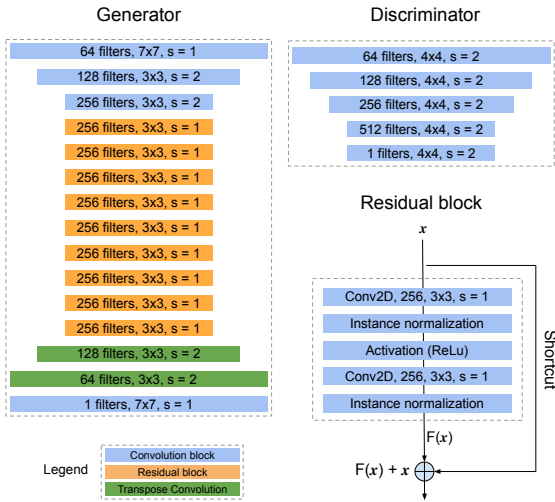 Generator
64 filters, 7x7, s = 1
128 filters, 3x3, s = 2
256 filters, 3x3, s = 2
256 filters, 3x3, s = 1
256 filters, 3x3, s = 1
256 filters, 3x3, s = 1
256 filters, 3x3, s = 1
256 filters, 3x3, s = 1
256 filters, 3x3, s = 1
256 filters, 3x3, s = 1
256 filters, 3x3, s = 1
256 filters, 3x3, s = 1
128 filters, 3x3, s = 2
64 filters, 3x3, s = 2
1 filters, 7x7, s = 1
Legend
Convolution block
Residual block
Transpose Convolution
Discriminator
64 filters, 4x4, s = 2
128 filters, 4x4, s = 2
256 filters, 4x4, s = 2
512 filters, 4x4, s = 2
1 filters, 4x4, s = 2
Residual block
x
Conv2D, 256, 3x3, s = 1
Instance normalization
Activation (ReLu)
Conv2D, 256, 3x3, s = 1
Instance normalization
Shortcut
F(x)
F(x) + x